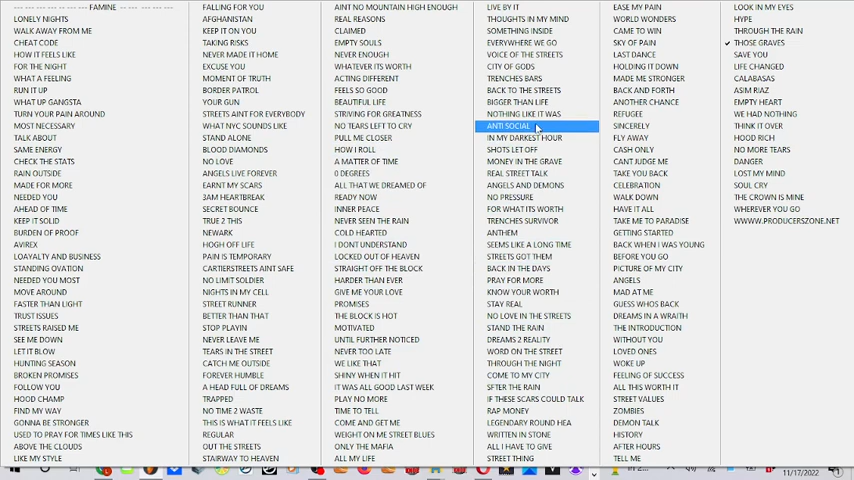 --- ---- --- -- ---- FAMINE -- --- ---- ---
LONELY NIGHTS
WALK AWAY FROM ME
CHEAT CODE
HOW IT FEELS LIKE
FOR THE NIGHT
WHAT A FEELING
RUN IT UP
WHAT UP GANGSTA
TURN YOUR PAIN AROUND
MOST NECESSARY
TALK ABOUT
SAME ENERGY
CHECK THE STATS
RAIN OUTSIDE
MADE FOR MORE
NEEDED YOU
AHEAD OF TIME
KEEP IT SOLID
BURDEN OF PROOF
AVIREX
LOAYALTY AND BUSINESS
STANDING OVATION
NEEDED YOU MOST
MOVE AROUND
FASTER THAN LIGHT
TRUST ISSUES
STREETS RAISED ME
SEE ME DOWN
LET IT BLOW
HUNTING SEASON
BROKEN PROMISES
FOLLOW YOU
HOOD CHAMP
FIND MY WAY
GONNA BE STRONGER
USED TO PRAY FOR TIMES LIKE THIS
ABOVE THE CLOUDS
LIKE MY STYLE
FALLING FOR YOU
AFGHANISTAN
KEEP IT ON YOU
TAKING RISKS
NEVER MADE IT HOME
EXCUSE YOU
MOMENT OF TRUTH
BORDER PATROL
YOUR GUN
STREETS AINT FOR EVERYBODY
WHAT NYC SOUNDS LIKE
STAND ALONE
BLOOD DIAMONDS
NO LOVE
ANGELS LIVE FOREVER
EARNT MY SCARS
3AM HEARTBREAK
SECRET BOUNCE
TRUE 2 THIS
NEWARK
HOGH OFF LIFE
PAIN IS TEMPORARY
CARTIERSTREETS AINT SAFE
NO LIMIT SOLDIER
NIGHTS IN MY CELL
STREET RUNNER
BETTER THAN THAT
STOP PLAYIN
NEVER LEAVE ME
TEARS IN THE STREET
CATCH ME OUTSIDE
FOREVER HUMBLE
A HEAD FULL OF DREAMS
TRAPPED
NO TIME 2 WASTE
THIS IS WHAT IT FEELS LIKE
REGULAR
OUT THE STREETS
STAIRWAY TO HEAVEN
AINT NO MOUNTAIN HIGH ENOUGH
REAL REASONS
CLAIMED
EMPTY SOULS
NEVER ENOUGH
WHATEVER ITS WORTH
ACTING DIFFERENT
FEELS SO GOOD
BEAUTIFUL LIFE
STRIVING FOR GREATNESS
NO TEARS LEFT TO CRY
PULL ME CLOSER
HOW I ROLL
A MATTER OF TIME
0 DEGREES
ALL THAT WE DREAMED OF
READY NOW
INNER PEACE
NEVER SEEN THE RAIN
COLD HEARTED
I DONT UNDERSTAND
LOCKED OUT OF HEAVEN
STRAIGHT OFF THE BLOCK
HARDER THAN EVER
GIVE ME YOUR LOVE
PROMISES
THE BLOCK IS HOT
MOTIVATED
UNTIL FURTHER NOTICED
NEVER TOO LATE
WE LIKE THAT
SHINY WHEN IT HIT
IT WAS ALL GOOD LAST WEEK
PLAY NO MORE
TIME TO TELL
COME AND GET ME
WEIGHT ON ME STREET BLUES
ONLY THE MAFIA
ALL MY LIFE
LIVE BY IT
THOUGHTS IN MY MIND
SOMETHING INSIDE
EVERYWHERE WE GO
VOICE OF THE STREETS
CITY OF GODS
TRENCHES BARS
BACK TO THE STREETS
BIGGER THAN LIFE
NOTHING LIKE IT WAS
ANTI SOCIAL
IN MY DARKEST HOUR
SHOTS LET OFF
MONEY IN THE GRAVE
REAL STREET TALK
ANGELS AND DEMONS
NO PRESSURE
FOR WHAT ITS WORTH
TRENCHES SURVIVOR
ANTHEM
SEEMS LIKE A LONG TIME
STREETS GOT THEM
BACK IN THE DAYS
PRAY FOR MORE
KNOW YOUR WORTH
STAY REAL
NO LOVE IN THE STREETS
STAND THE RAIN
DREAMS 2 REALITY
WORD ON THE STREET
THROUGH THE NIGHT
COME TO MY CITY
SFTER THE RAIN
IF THESE SCARS COULD TALK
RAP MONEY
LEGENDARY ROUND HEA
WRITTEN IN STONE
ALL I HAVE TO GIVE
STREET THING
EASE MY PAIN
WORLD WONDERS
CAME TO WIN
SKY OF PAIN
LAST DANCE
HOLDING IT DOWN
MADE ME STRONGER
BACK AND FORTH
ANOTHER CHANCE
REFUGEE
SINCERELY
FLY AWAY
CASH ONLY
CANT JUDGE ME
TAKE YOU BACK
CELEBRATION
WALK DOWN
HAVE IT ALL
TAKE ME TO PARADISE
GETTING STARTED
BACK WHEN I WAS YOUNG
BEFORE YOU GO
PICTURE OF MY CITY
ANGELS
MAD AT ME
GUESS WHOS BACK
DREAMS IN A WRAITH
THE INTRODUCTION
WITHOUT YOU
LOVED ONES
WOKE UP
FEELING OF SUCCESS
ALL THIS WORTH IT
STREET VALUES
ZOMBIES
DEMON TALK
HISTORY
AFTER HOURS
TELL ME
LOOK IN MY EYES
HYPE
THROUGH THE RAIN
✓ THOSE GRAVES
SAVE YOU
LIFE CHANGED
CALABASAS
ASIM RIAZ
EMPTY HEART
WE HAD NOTHING
THINK IT OVER
HOOD RICH
NO MORE TEARS
DANGER
LOST MY MIND
SOUL CRY
THE CROWN IS MINE
WHEREVER YOU GO
WWWW.PRODUCERSZONE.NET
11/17/2022